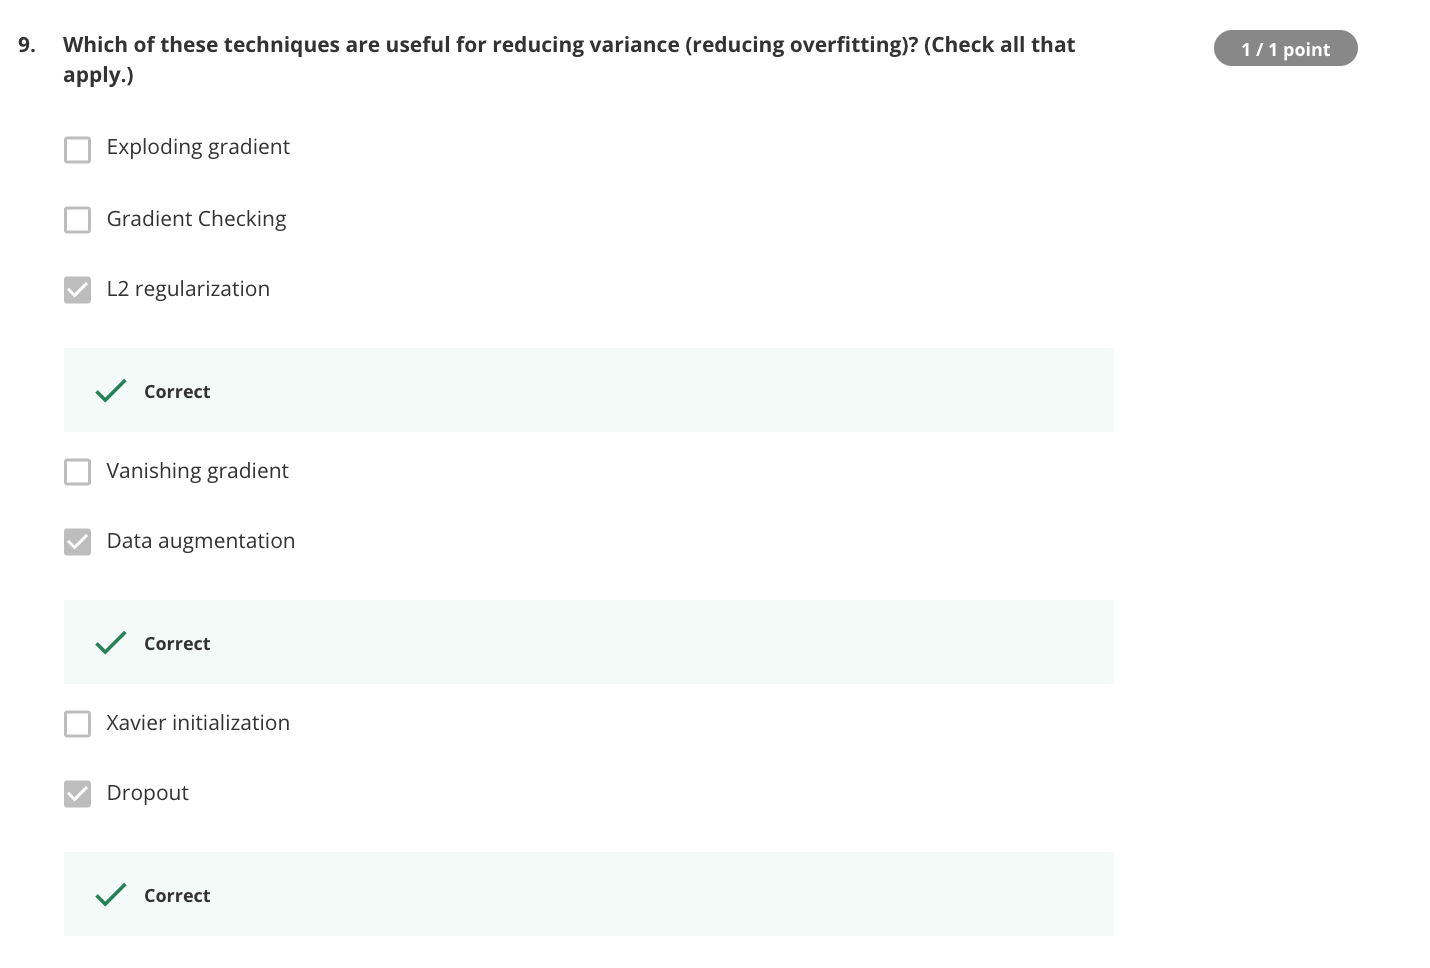 9. Which of these techniques are useful for reducing variance (reducing overfitting)? (Check all that
apply.)
1 / 1 point
Exploding gradient
Gradient Checking
L2 regularization
Correct
Vanishing gradient
Data augmentation
Correct
Xavier initialization
Dropout
Correct